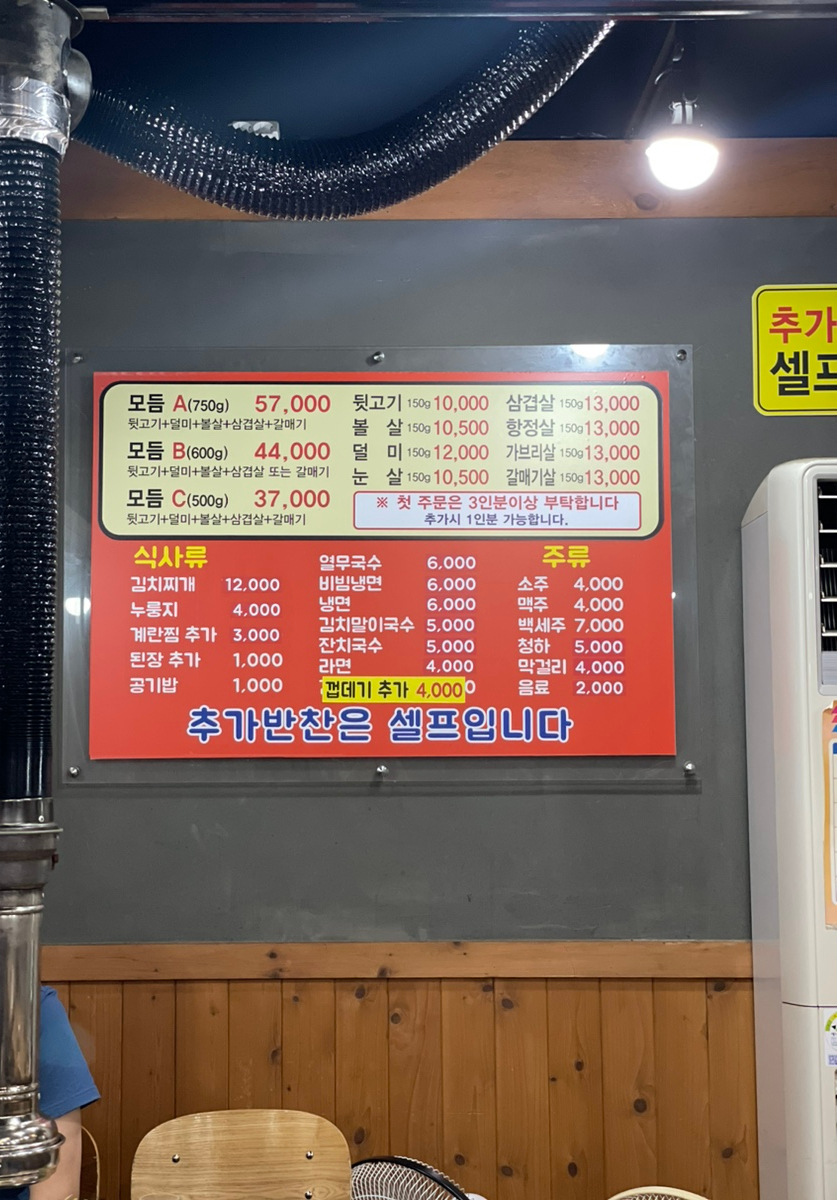 모듬 A(750g) 57,000
뒷고기+덜미+볼살+삼겹살+갈매기
모듬 B(600g) 44,000
뒷고기+덜미+볼살+삼겹살 또는 갈매기
모듬 C(500g) 37,000
뒷고기+덜미+볼살+삼겹살+갈매기
뒷고기 150g 10,000 삼겹살 150g 13,000
볼 살 150g 10,500 항정살 150g 13,000
덜 미 150g 12,000 가브리살 150g 13,000
눈 살 150g 10,500 갈매기살 150g 13,000
※ 첫 주문은 3인분이상 부탁합니다
추가시 1인분 가능합니다.
식사류
김치찌개 12,000
누룽지 4,000
계란찜 추가 3,000
된장 추가 1,000
공기밥 1,000
열무국수 6,000
비빔냉면 6,000
냉면 6,000
김치말이국수 5,000
잔치국수 5,000
라면 4,000
껍데기 추가 4,000
주류
소주 4,000
맥주 4,000
백세주 7,000
청하 5,000
막걸리 4,000
음료 2,000
추가반찬은 셀프입니다
추가
셀프